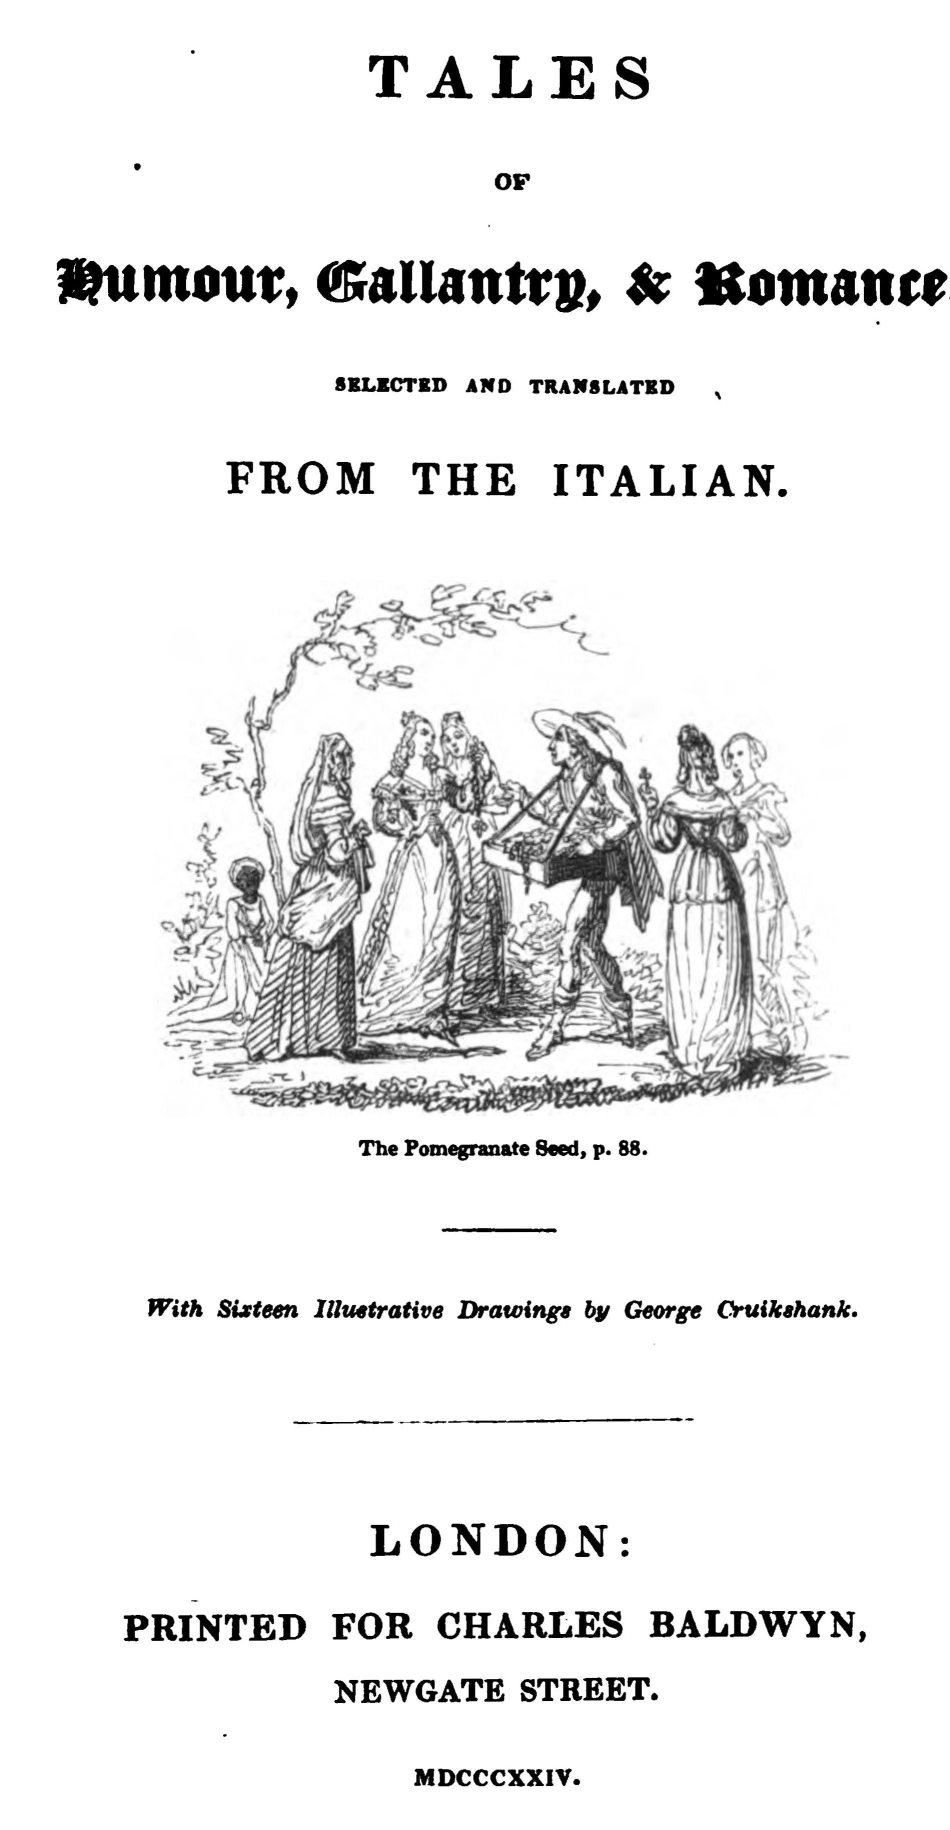 TALES
OF
Humour, Gallantry, & Romance.
SELECTED AND TRANSLATED
FROM THE ITALIAN.
The Pomegranate Seed, p. 88.
With Sixteen Illustrative Drawings by George Cruikshank.
LONDON:
PRINTED FOR CHARLES BALDWYN,
NEWGATE STREET.
MDCCCXXIV.